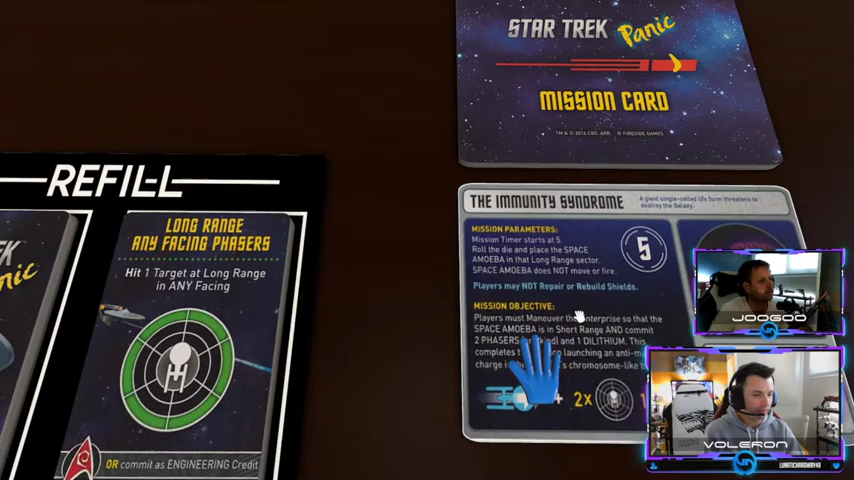 STAR TREK Panic
MISSION CARD
TM & © 2016 CBS. ARR. © FIRESIDE GAMES
REFILL
LONG RANGE
ANY FACING PHASERS
Hit 1 Target at Long Range
in ANY Facing
OR commit as ENGINEERING Credit
THE IMMUNITY SYNDROME
A giant single-celled life form threatens to
destroy the Galaxy.
MISSION PARAMETERS:
Mission Timer starts at 5.
Roll the die and place the SPACE
AMOEBA in that Long Range sector.
SPACE AMOEBA does NOT move or fire.
Players may NOT Repair or Rebuild Shields.
5
MISSION OBJECTIVE:
Players must Maneuver the Enterprise so that the
SPACE AMOEBA is in Short Range AND commit
2 PHASERS and 1 DILITHIUM. This
completes launching an anti-m
charge is chromosome-like
+ 2x
JOOGOO
VOLERON
LUNATICHARDWAY49